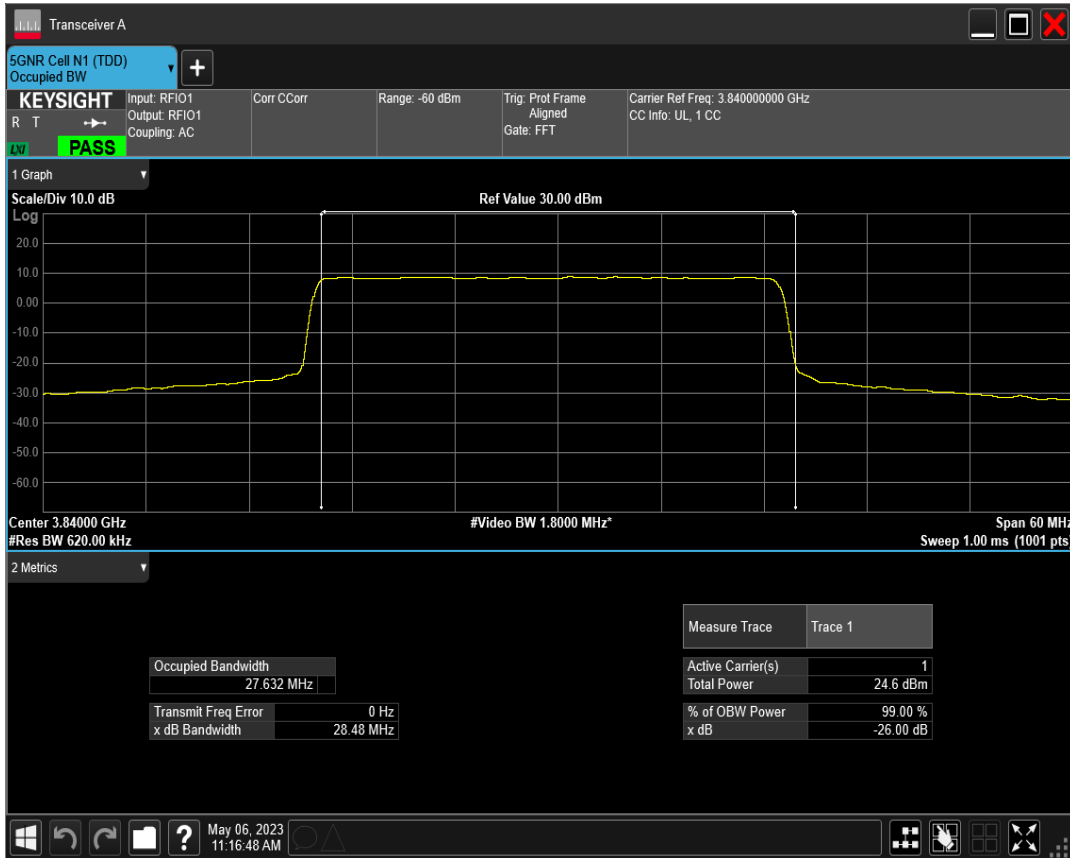 Transceiver A
5GNR Cell N1 (TDD)
Occupied BW
+
KEYSIGHT
R T
LXI
PASS
Input: RFIO1
Output: RFIO1
Coupling: AC
Corr CCorr
Range: -60 dBm
Trig: Prot Frame
Aligned
Gate: FFT
Carrier Ref Freq: 3.840000000 GHz
CC Info: UL, 1 CC
1 Graph
Scale/Div 10.0 dB
Ref Value 30.00 dBm
Log
20.0
10.0
0.00
-10.0
-20.0
-30.0
-40.0
-50.0
-60.0
Center 3.84000 GHz
#Video BW 1.8000 MHz*
Span 60 MHz
#Res BW 620.00 kHz
Sweep 1.00 ms (1001 pts)
2 Metrics
Measure Trace Trace 1
Occupied Bandwidth
27.632 MHz
Transmit Freq Error 0 Hz
x dB Bandwidth 28.48 MHz
Active Carrier(s) 1
Total Power 24.6 dBm
% of OBW Power 99.00 %
x dB -26.00 dB
?
May 06, 2023
11:16:48 AM